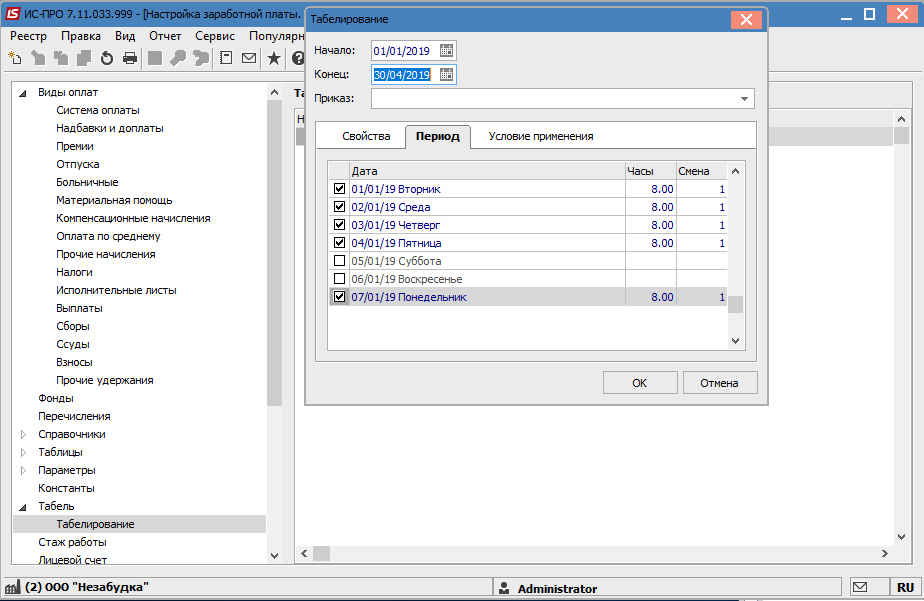 ИС-ПРО 7.11.033.999 - [Настройка заработной платы.
Реестр Правка Вид Отчет Сервис Популярн
Табелирование
Начало: 01/01/2019
Конец: 30/04/2019
Приказ:
Свойства Период Условие применения
Дата Часы Смена
01/01/19 Вторник 8.00 1
02/01/19 Среда 8.00 1
03/01/19 Четверг 8.00 1
04/01/19 Пятница 8.00 1
05/01/19 Суббота
06/01/19 Воскресенье
07/01/19 Понедельник 8.00 1
OK Отмена
Виды оплат
Система оплаты
Надбавки и доплаты
Премии
Отпуска
Больничные
Материальная помощь
Компенсационные начисления
Оплата по среднему
Прочие начисления
Налоги
Исполнительные листы
Выплаты
Сборы
Ссуды
Взносы
Прочие удержания
Фонды
Перечисления
Справочники
Таблицы
Параметры
Константы
Табель
Табелирование
Стаж работы
Лицевой счет
Та
Н
(2) ООО "Незабудка" Administrator RU